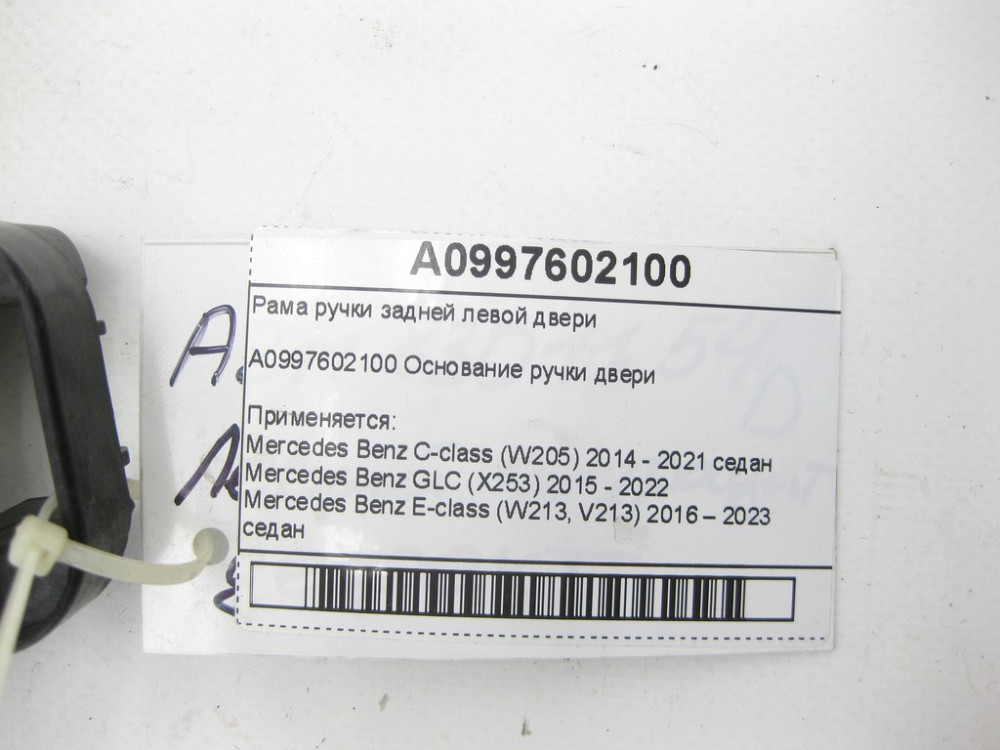 A0997602100
Рама ручки задней левой двери
A0997602100 Основание ручки двери
Применяется:
Mercedes Benz C-class (W205) 2014 - 2021 седан
Mercedes Benz GLC (X253) 2015 - 2022
Mercedes Benz E-class (W213, V213) 2016 – 2023
седан